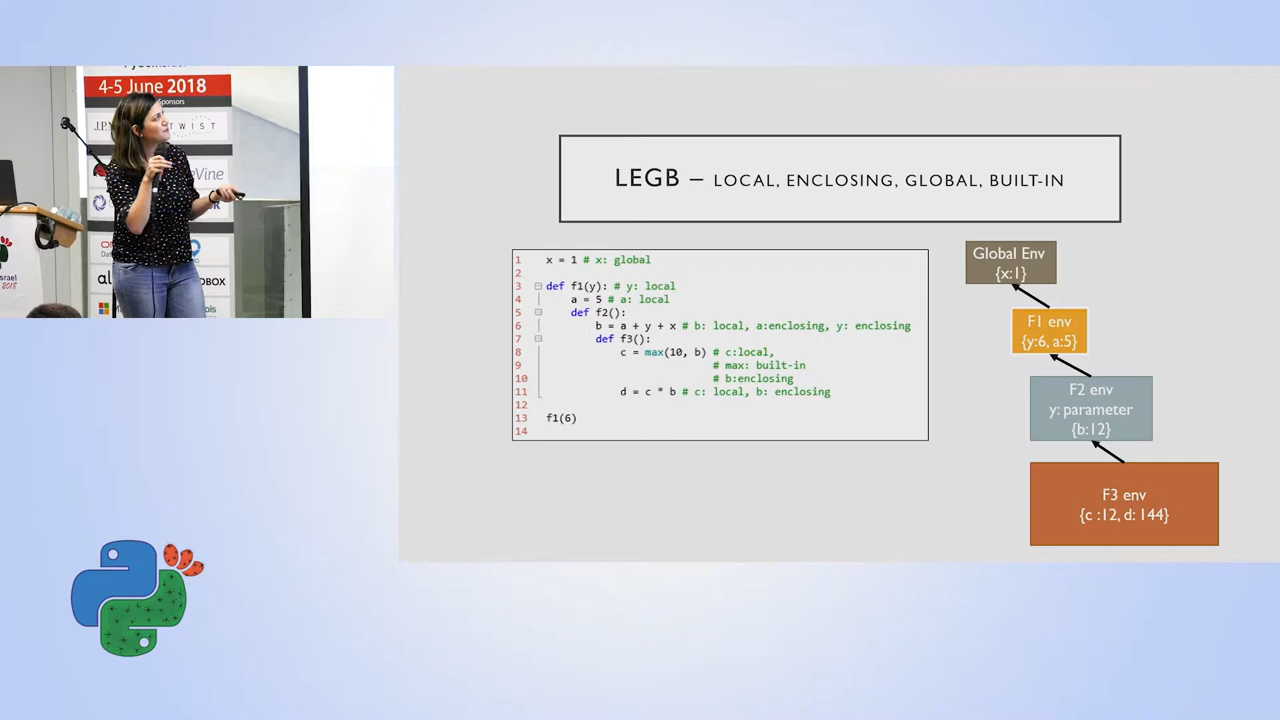 4-5 June 2018
Sponsors
J.P.M
TWIST
eVine
LEGB – LOCAL, ENCLOSING, GLOBAL, BUILT-IN
1 x = 1 # x: global
2
3 def f1(y): # y: local
4 a = 5 # a: local
5 def f2():
6 b = a + y + x # b: local, a:enclosing, y: enclosing
7 def f3():
8 c = max(10, b) # c:local,
9 # max: built-in
10 # b:enclosing
11 d = c * b # c: local, b: enclosing
12
13 f1(6)
14
Global Env
{x:1}
F1 env
{y:6, a:5}
F2 env
y: parameter
{b:12}
F3 env
{c :12, d: 144}